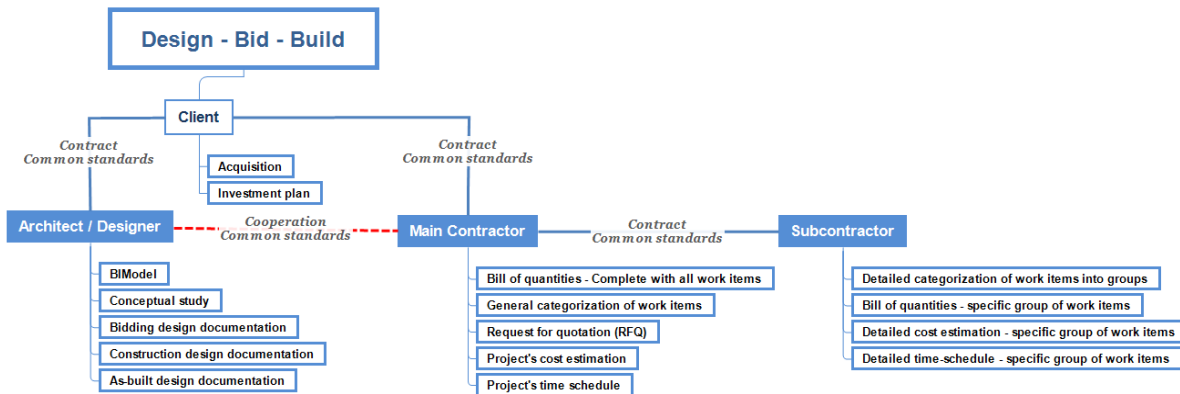 Design - Bid - Build
Client
Contract
Common standards
Contract
Common standards
Acquisition
Investment plan
Architect / Designer
Cooperation
Common standards
Main Contractor
Contract
Common standards
Subcontractor
BIModel
Conceptual study
Bidding design documentation
Construction design documentation
As-built design documentation
Bill of quantities - Complete with all work items
General categorization of work items
Request for quotation (RFQ)
Project's cost estimation
Project's time schedule
Detailed categorization of work items into groups
Bill of quantities - specific group of work items
Detailed cost estimation - specific group of work items
Detailed time-schedule - specific group of work items